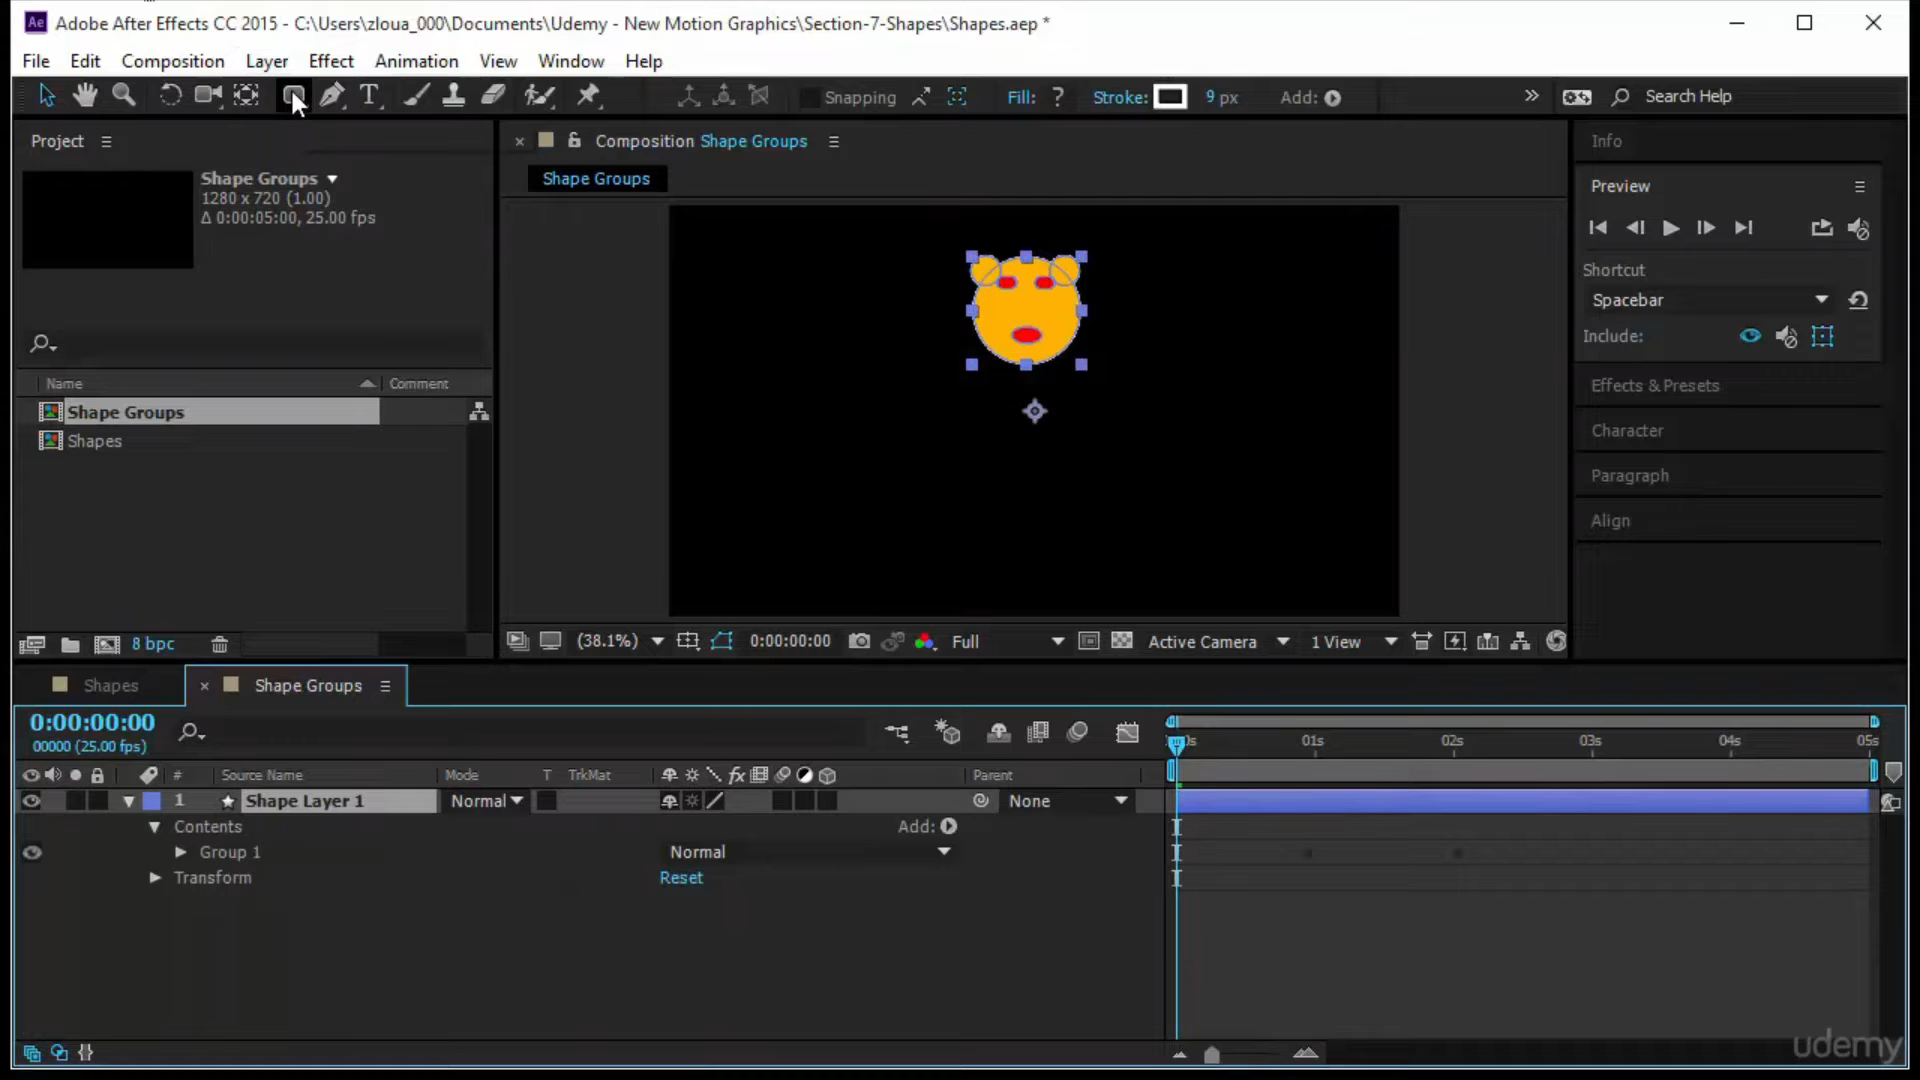 Ae Adobe After Effects CC 2015 - C:\Users\zloua_000\Documents\Udemy - New Motion Graphics\Section-7-Shapes\Shapes.aep *
File Edit Composition Layer Effect Animation View Window Help
T Snapping Fill: ? Stroke: 9 px Add: Search Help
Project
Shape Groups
1280 x 720 (1.00)
Δ 0:00:05:00, 25.00 fps
Name Comment
Shape Groups
Shapes
8 bpc
Composition Shape Groups
Shape Groups
(38.1%) 0:00:00:00 Full Active Camera 1 View
Info
Preview
Shortcut
Spacebar
Include:
Effects & Presets
Character
Paragraph
Align
Shapes Shape Groups
0:00:00:00
00000 (25.00 fps)
01s 02s 03s 04s 05s
# Source Name Mode T TrkMat fx Parent
1 Shape Layer 1 Normal None
Contents Add:
Group 1 Normal
Transform Reset
udemy